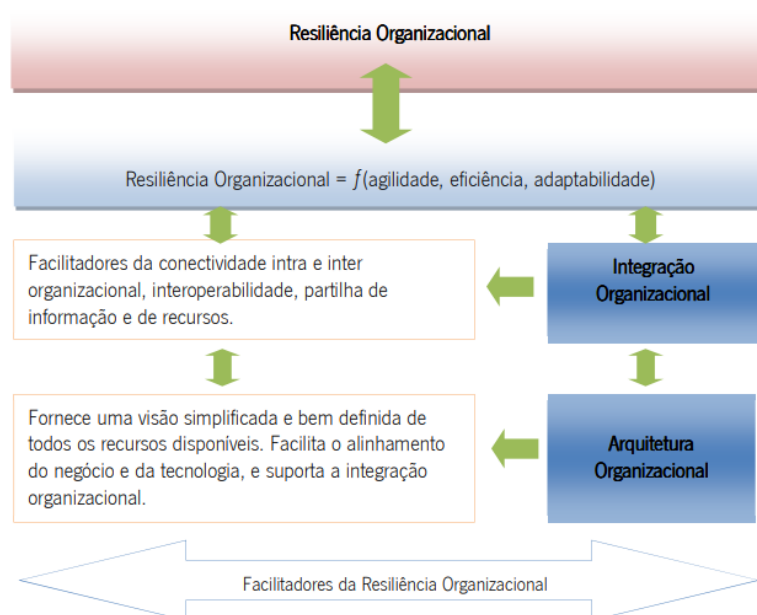 Resiliência Organizacional
Resiliência Organizacional = f(agilidade, eficiência, adaptabilidade)
Facilitadores da conectividade intra e inter
organizacional, interoperabilidade, partilha de
informação e de recursos.
Integração
Organizacional
Fornece uma visão simplificada e bem definida de
todos os recursos disponíveis. Facilita o alinhamento
do negócio e da tecnologia, e suporta a integração
organizacional.
Arquitetura
Organizacional
Facilitadores da Resiliência Organizacional